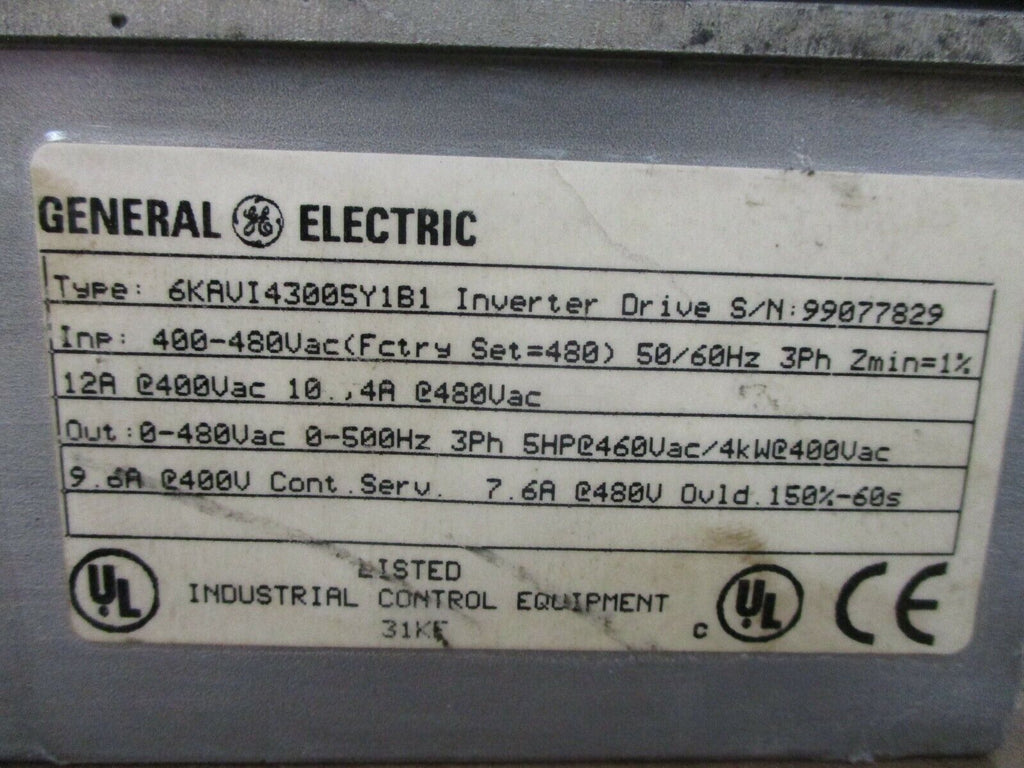 GENERAL GE ELECTRIC
Type: 6KAVI43005Y1B1 Inverter Drive S/N:99077829
Inp: 400-480Vac(Fctry Set=480) 50/60Hz 3Ph Zmin=1%
12A @400Vac 10.,4A @480Vac
Out:0-480Vac 0-500Hz 3Ph 5HP@460Vac/4kW@400Vac
9.6A @400V Cont.Serv. 7.6A @480V Ovld.150%-60s
UL LISTED
INDUSTRIAL CONTROL EQUIPMENT
c UL CE